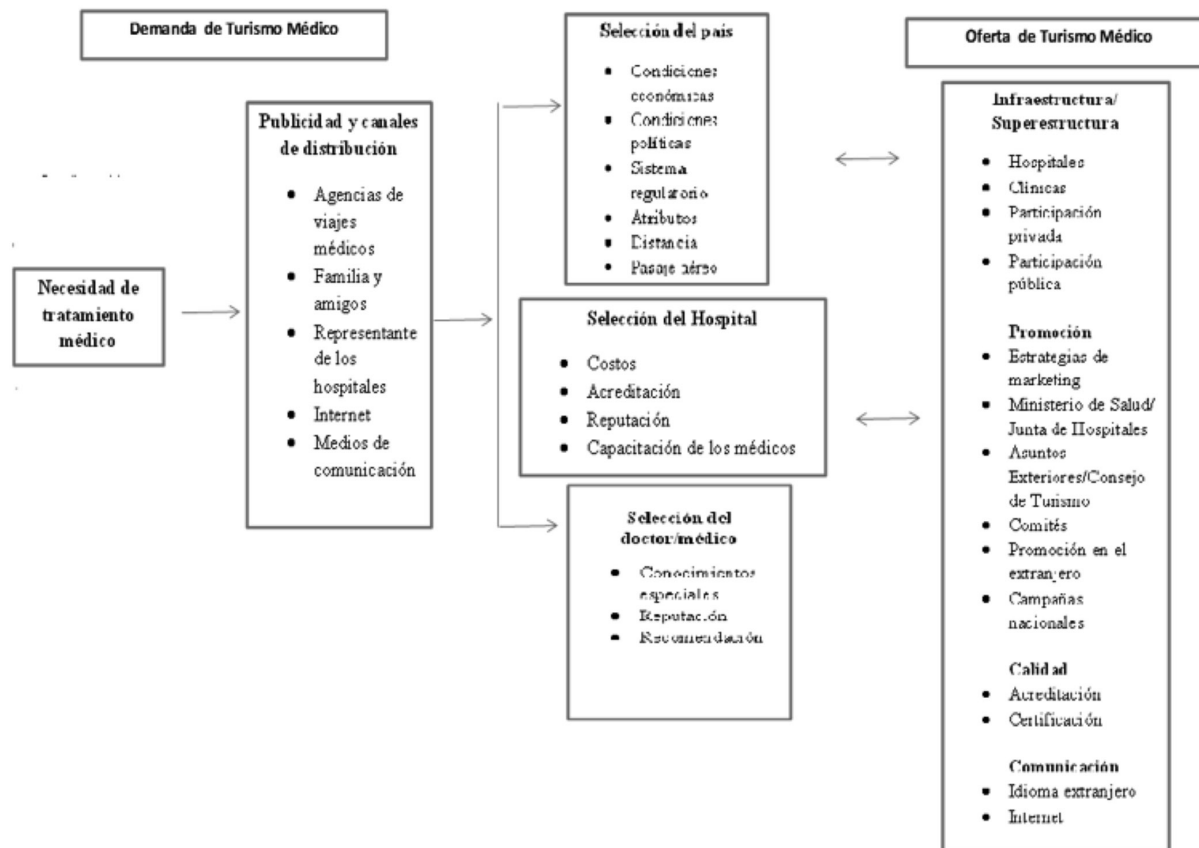 Demanda de Turismo Médico
Necesidad de
tratamiento
médico
Publicidad y canales
de distribución
• Agencias de
viajes
médicos
• Familia y
amigos
• Representante
de los
hospitales
• Internet
• Medios de
comunicación
Selección del país
• Condiciones
económicas
• Condiciones
políticas
• Sistema
regulatorio
• Atributos
• Distancia
• Pasaje aéreo
Selección del Hospital
• Costos
• Acreditación
• Reputación
• Capacitación de los médicos
Selección del
doctor/médico
• Conocimientos
especiales
• Reputación
• Recomendación
Oferta de Turismo Médico
Infraestructura/
Superestructura
• Hospitales
• Clínicas
• Participación
privada
• Participación
pública
Promoción
• Estrategias de
marketing
• Ministerio de Salud/
Junta de Hospitales
• Asuntos
Exteriores/Consejo
de Turismo
• Comités
• Promoción en el
extranjero
• Campañas
nacionales
Calidad
• Acreditación
• Certificación
Comunicación
• Idioma extranjero
• Internet